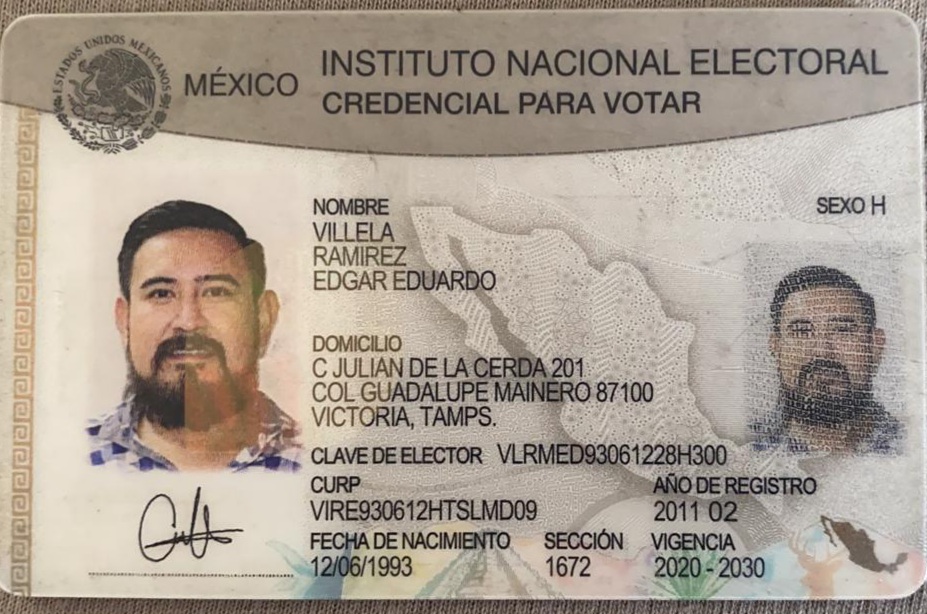 ESTADOS UNIDOS MEXICANOS
MÉXICO
INSTITUTO NACIONAL ELECTORAL
CREDENCIAL PARA VOTAR
NOMBRE
VILLELA
RAMIREZ
EDGAR EDUARDO
SEXO H
DOMICILIO
C JULIAN DE LA CERDA 201
COL GUADALUPE MAINERO 87100
VICTORIA, TAMPS.
CLAVE DE ELECTOR VLRMED93061228H300
CURP
VIRE930612HTSLMD09
AÑO DE REGISTRO
2011 02
FECHA DE NACIMIENTO
12/06/1993
SECCIÓN
1672
VIGENCIA
2020 - 2030